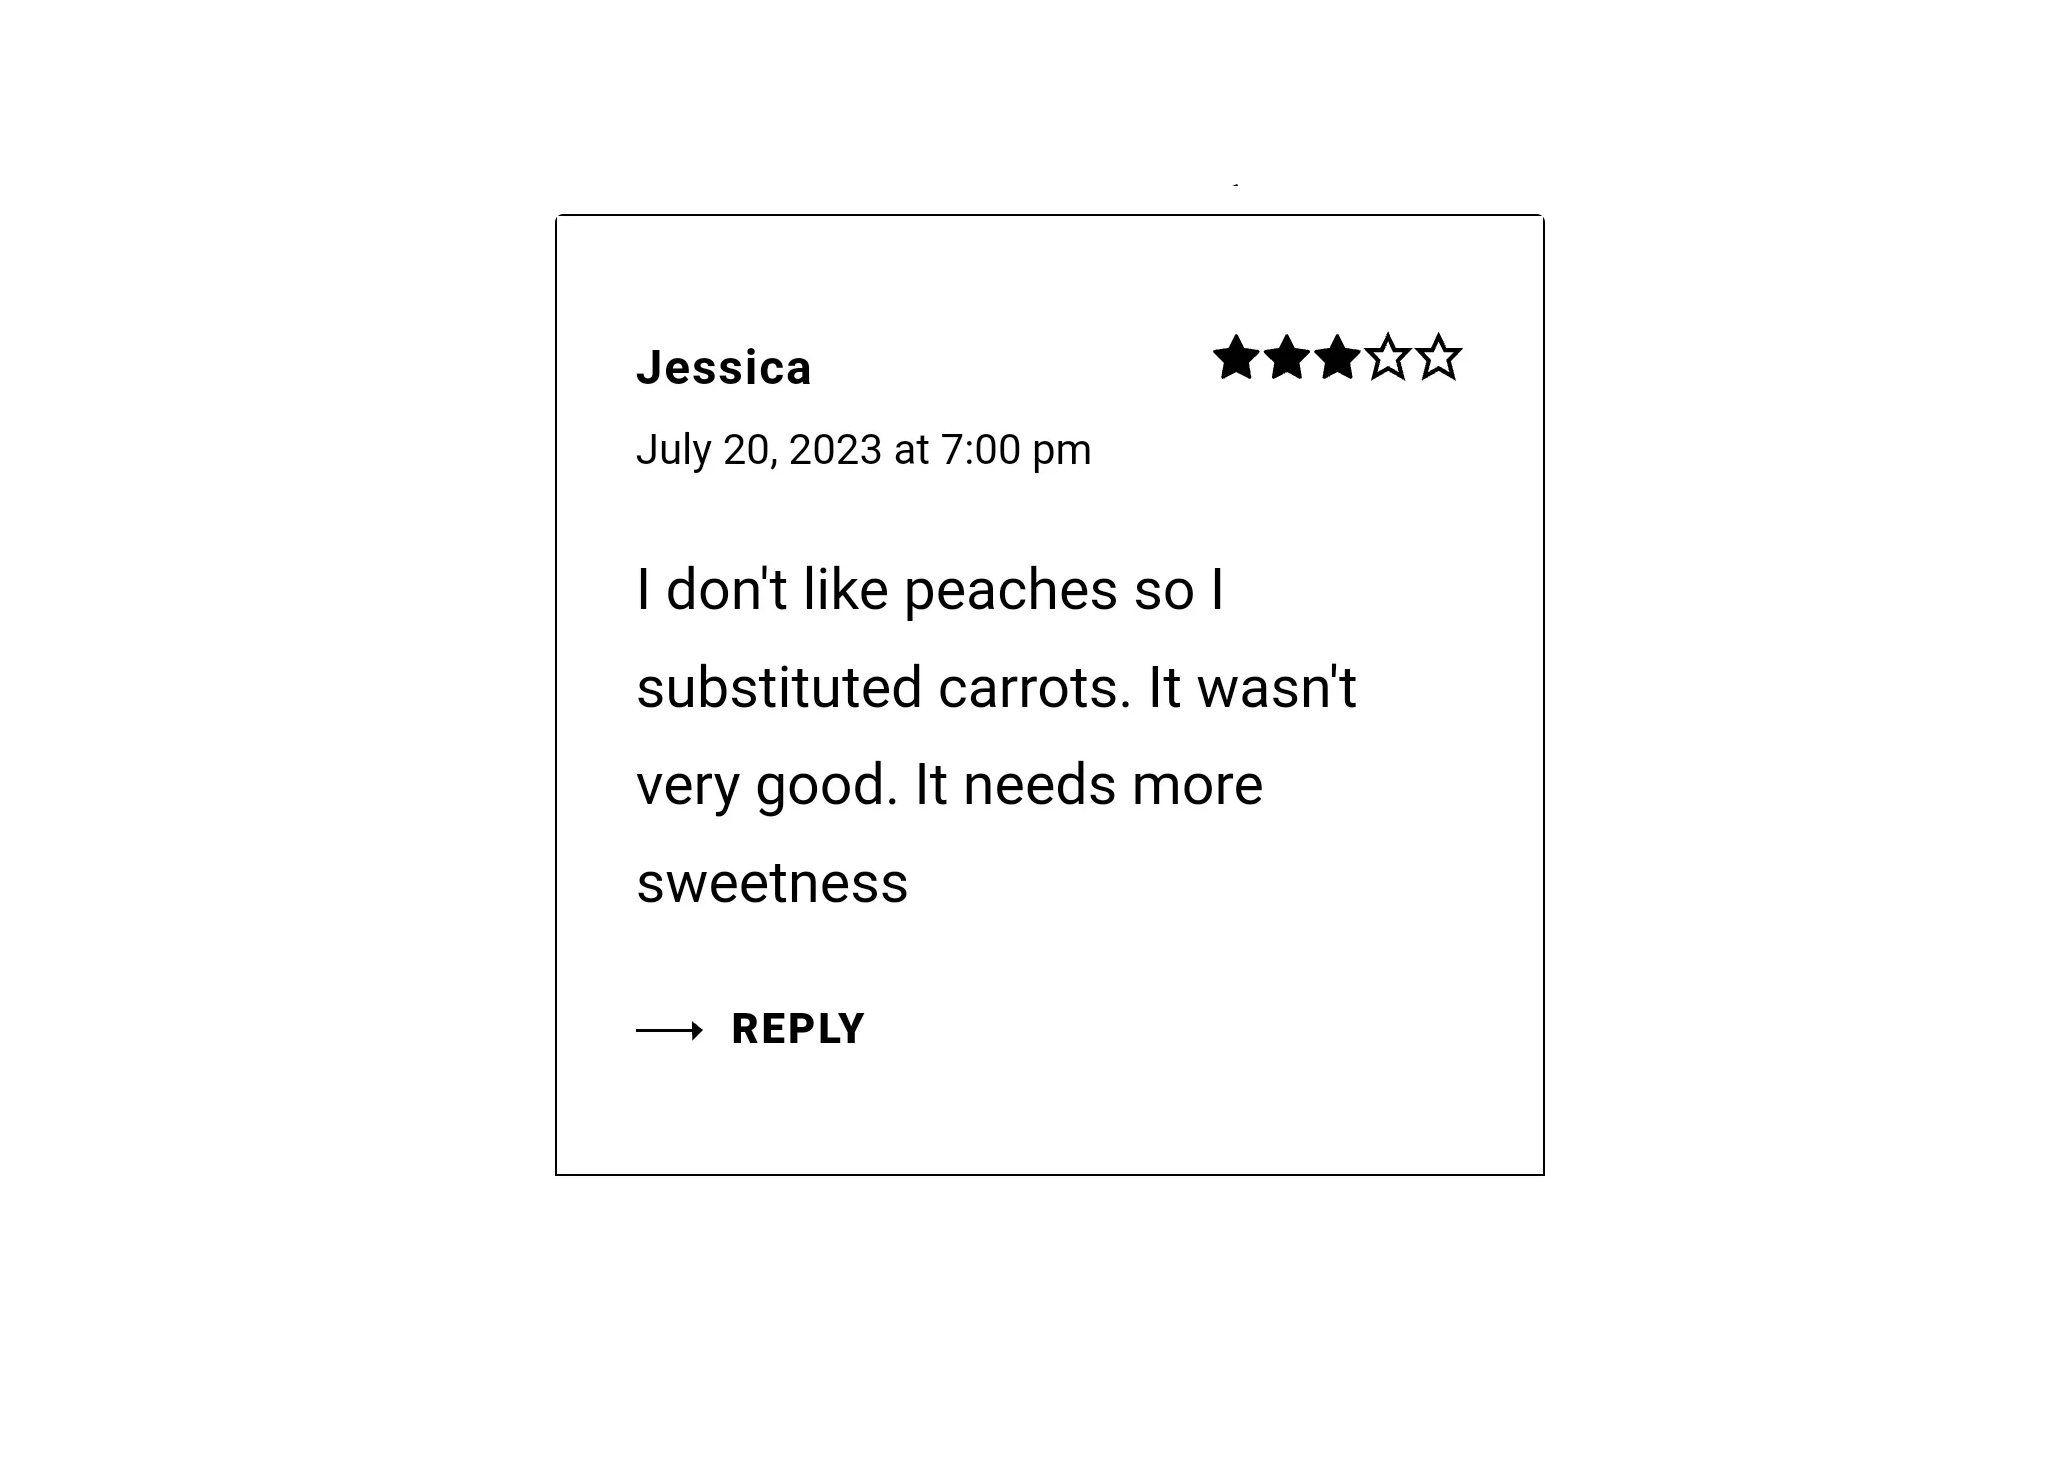 Jessica
July 20, 2023 at 7:00 pm
I don't like peaches so I
substituted carrots. It wasn't
very good. It needs more
sweetness
REPLY